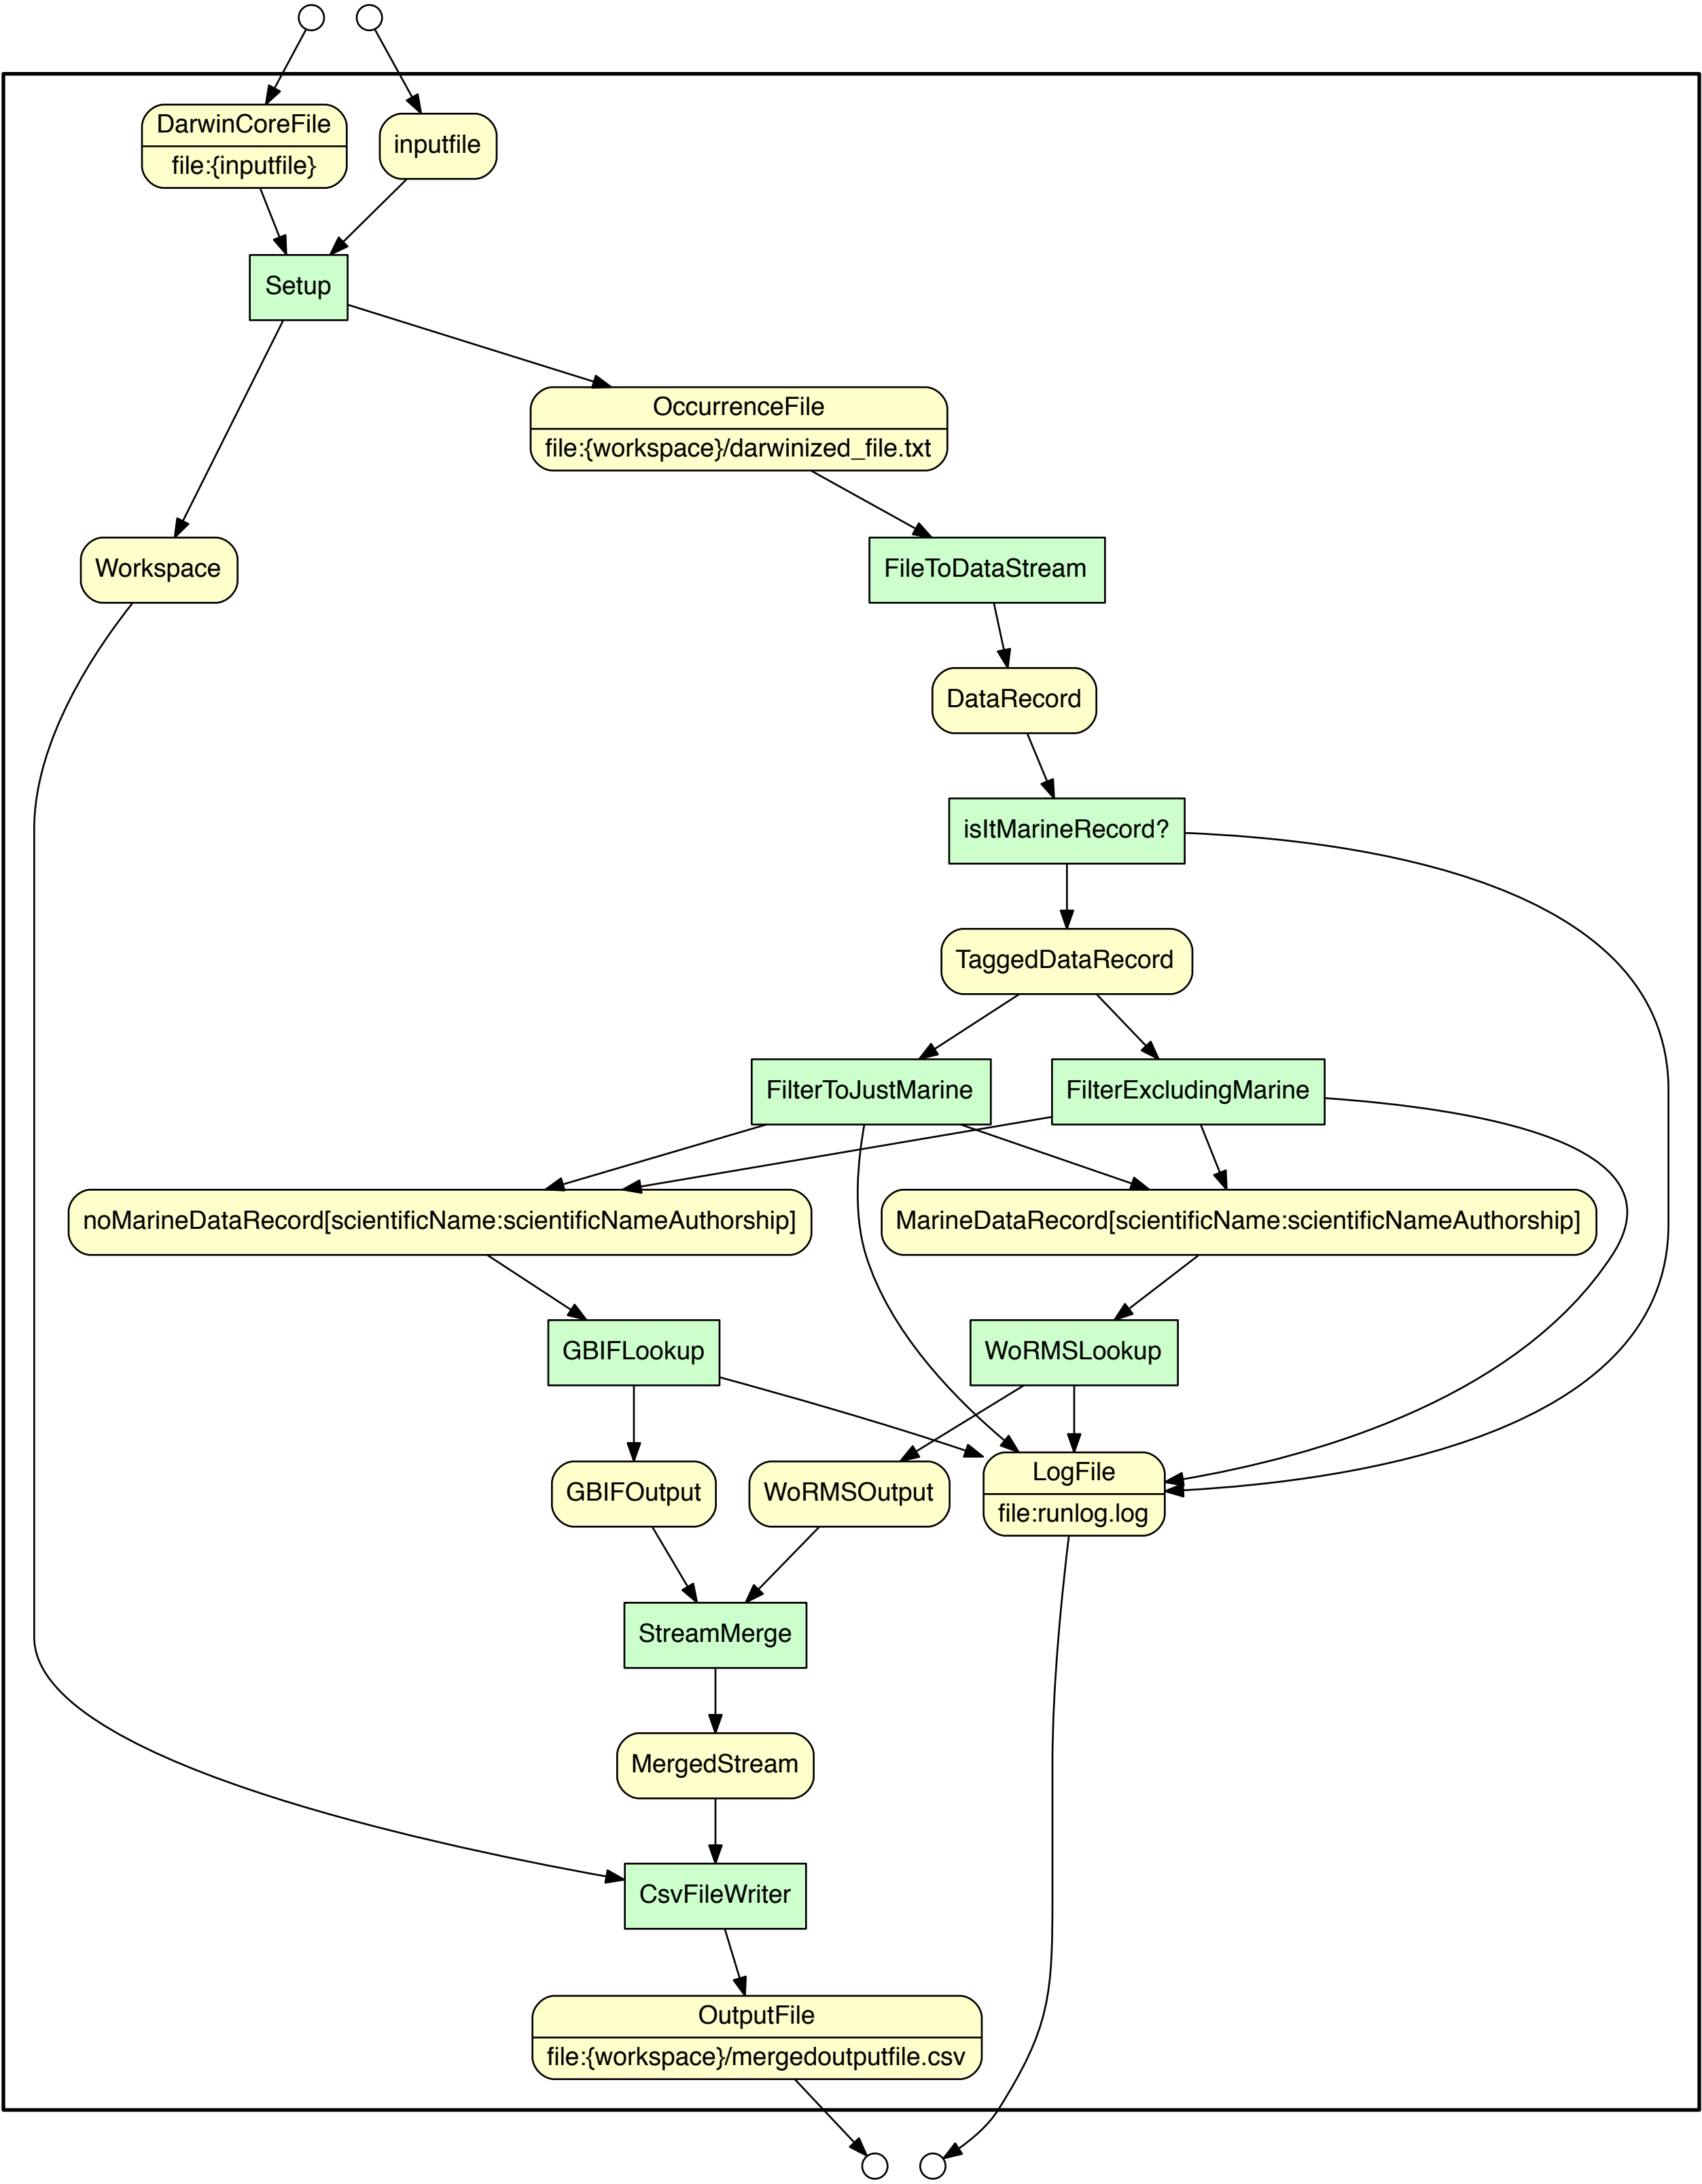 DarwinCoreFile
file:{inputfile}
inputfile
Setup
OccurrenceFile
file:{workspace}/darwinized_file.txt
Workspace
FileToDataStream
DataRecord
isItMarineRecord?
TaggedDataRecord
FilterToJustMarine
FilterExcludingMarine
noMarineDataRecord[scientificName:scientificNameAuthorship]
MarineDataRecord[scientificName:scientificNameAuthorship]
GBIFLookup
WoRMSLookup
GBIFOutput
WoRMSOutput
LogFile
file:runlog.log
StreamMerge
MergedStream
CsvFileWriter
OutputFile
file:{workspace}/mergedoutputfile.csv